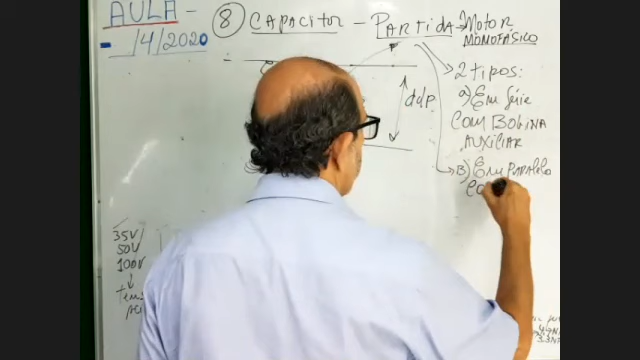 AULA -
- /4/2020
8 CAPACITOR - PARTIDA → MOTOR
MONOFÁSICO
2 tipos:
a) Em Série
COM BOBINA
AUXILIAR
d.d.p.
B) Em PARALELO
CO
35V
50V
100V